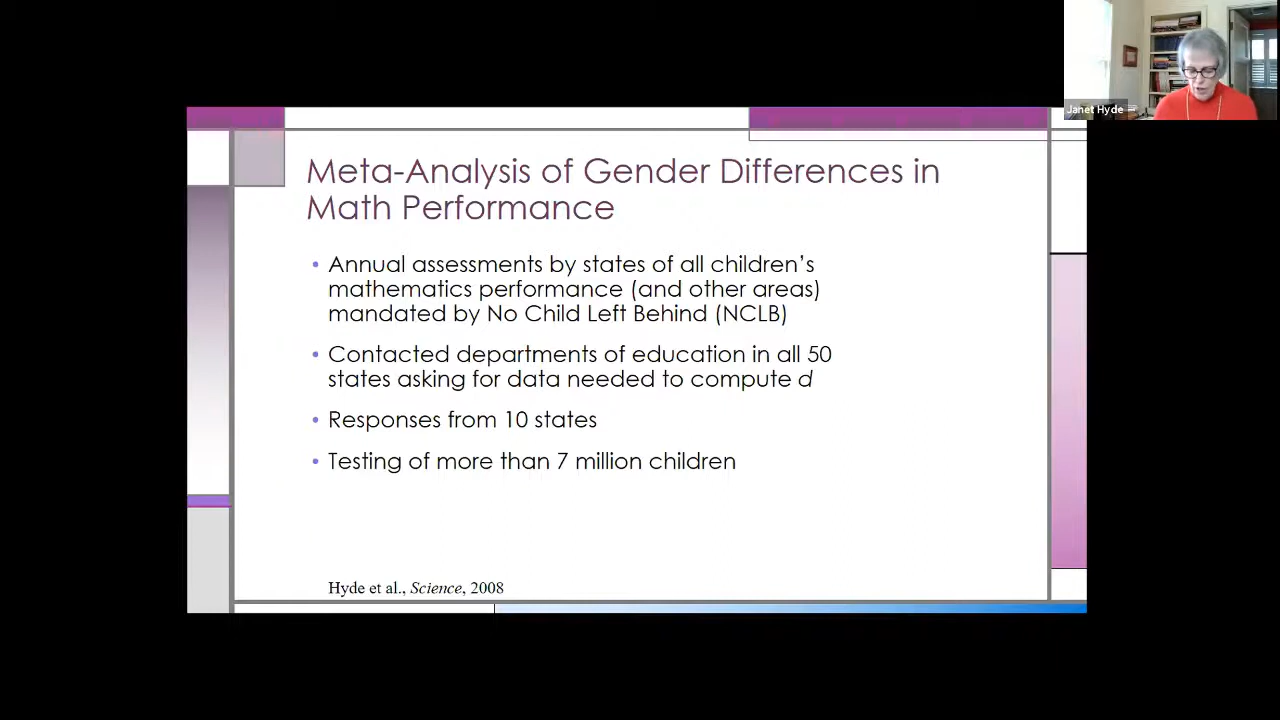 Janet Hyde
Meta-Analysis of Gender Differences in
Math Performance
• Annual assessments by states of all children’s
mathematics performance (and other areas)
mandated by No Child Left Behind (NCLB)
• Contacted departments of education in all 50
states asking for data needed to compute d
• Responses from 10 states
• Testing of more than 7 million children
Hyde et al., Science, 2008